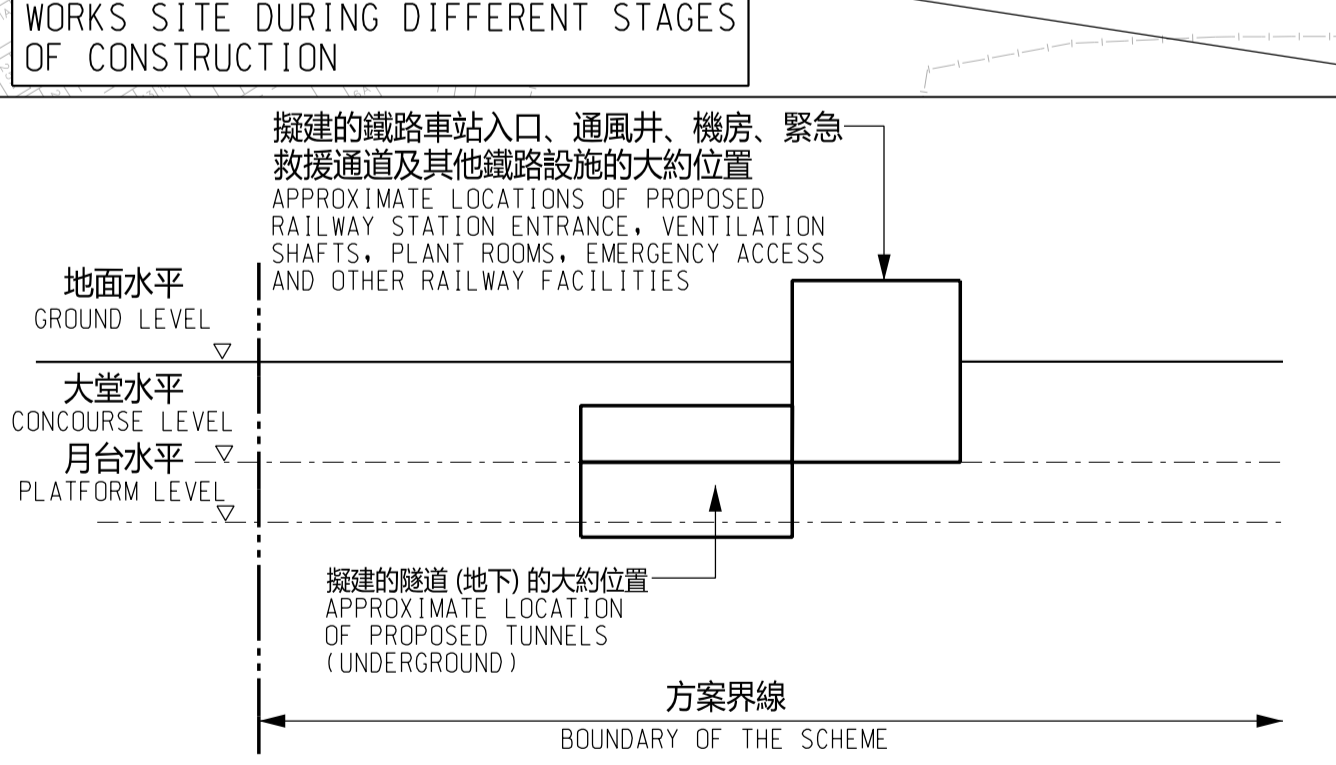 WORKS SITE DURING DIFFERENT STAGES
OF CONSTRUCTION
擬建的鐵路車站入口、通風井、機房、緊急
救援通道及其他鐵路設施的大約位置
APPROXIMATE LOCATIONS OF PROPOSED
RAILWAY STATION ENTRANCE, VENTILATION
SHAFTS, PLANT ROOMS, EMERGENCY ACCESS
AND OTHER RAILWAY FACILITIES
地面水平
GROUND LEVEL
大堂水平
CONCOURSE LEVEL
月台水平
PLATFORM LEVEL
擬建的隧道 (地下) 的大約位置
APPROXIMATE LOCATION
OF PROPOSED TUNNELS
(UNDERGROUND)
方案界線
BOUNDARY OF THE SCHEME